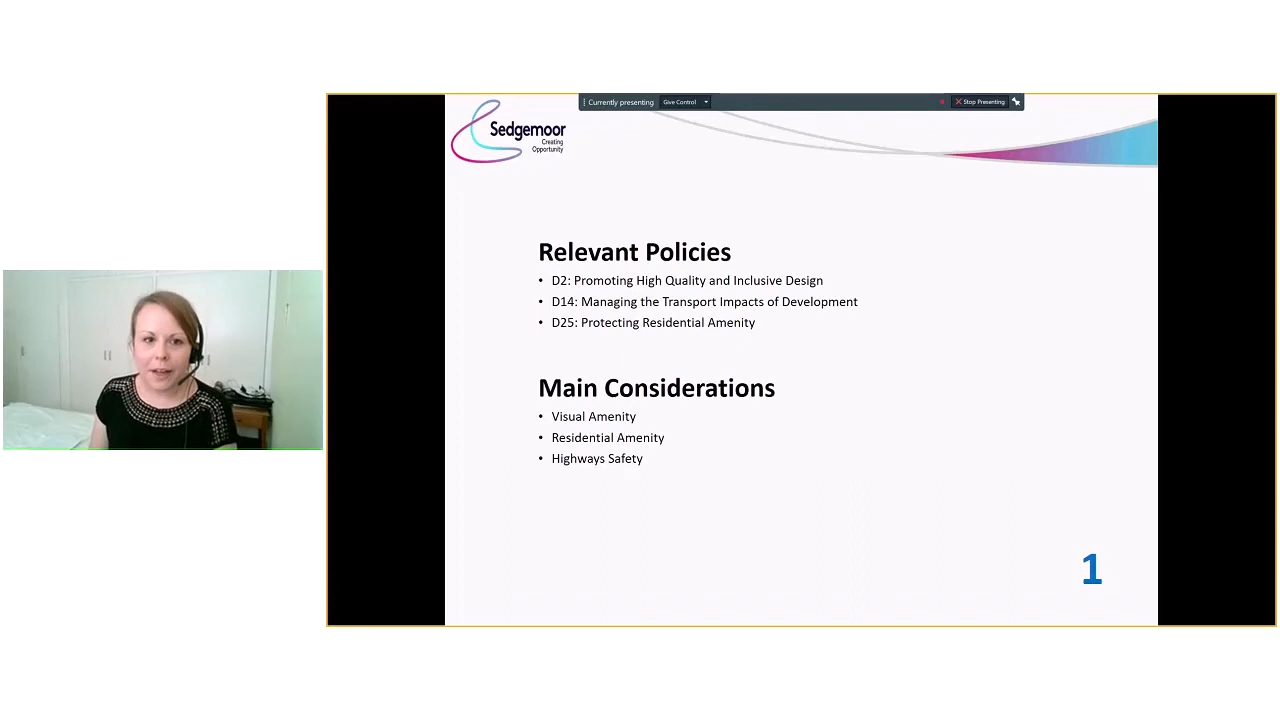 Currently presenting Give Control Stop Presenting
Sedgemoor
Creating
Opportunity
Relevant Policies
• D2: Promoting High Quality and Inclusive Design
• D14: Managing the Transport Impacts of Development
• D25: Protecting Residential Amenity
Main Considerations
• Visual Amenity
• Residential Amenity
• Highways Safety
1